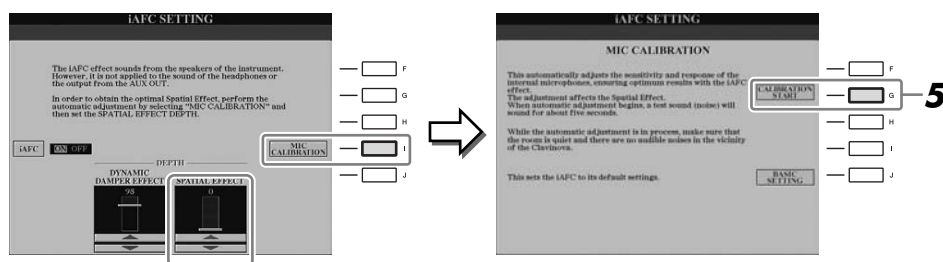 iAFC SETTING
The iAFC effect sounds from the speakers of the instrument.
However, it is not applied to the sound of the headphones or
the output from the AUX OUT.
In order to obtain the optimal Spatial Effect, perform the
automatic adjustment by selecting "MIC CALIBRATION" and
then set the SPATIAL EFFECT DEPTH.
iAFC
ON OFF
MIC
CALIBRATION
DEPTH
DYNAMIC
DAMPER EFFECT
SPATIAL EFFECT
98
0
F
G
H
I
J
iAFC SETTING
MIC CALIBRATION
This automatically adjusts the sensitivity and response of the
internal microphones, ensuring optimum results with the iAFC
effect.
The adjustment affects the Spatial Effect.
When automatic adjustment begins, a test sound (noise) will
sound for about five seconds.
While the automatic adjustment is in process, make sure that
the room is quiet and there are no audible noises in the vicinity
of the Clavinova.
This sets the iAFC to its default settings.
CALIBRATION
START
BASIC
SETTING
F
G
H
I
J
5